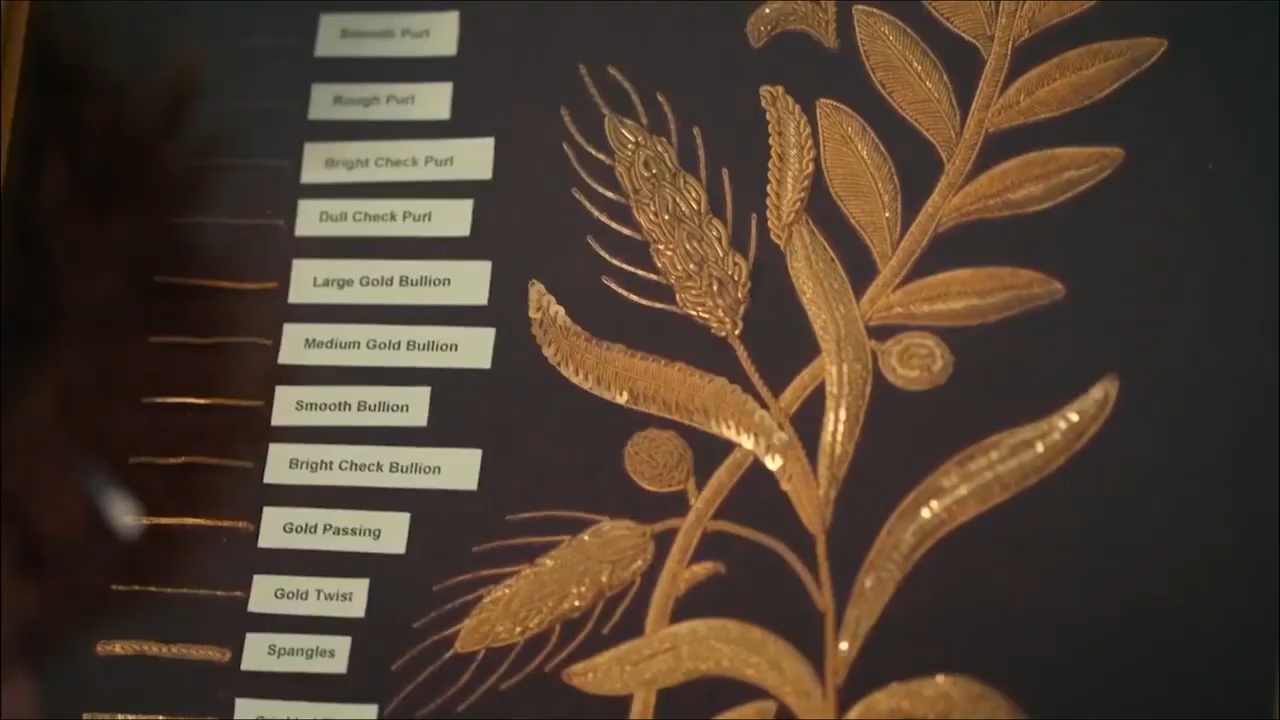 Smooth Purl
Rough Purl
Bright Check Purl
Dull Check Purl
Large Gold Bullion
Medium Gold Bullion
Smooth Bullion
Bright Check Bullion
Gold Passing
Gold Twist
Spangles